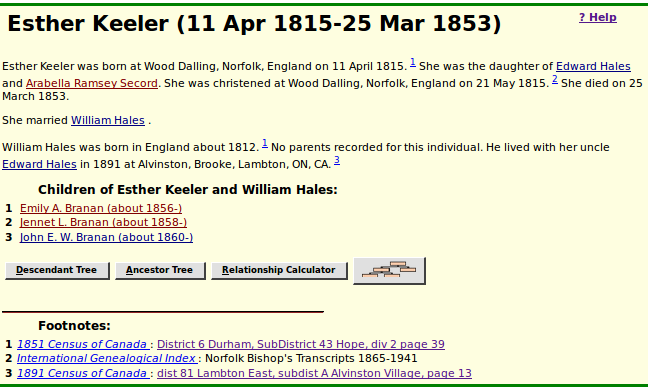 Esther Keeler (11 Apr 1815-25 Mar 1853)
? Help
Esther Keeler was born at Wood Dalling, Norfolk, England on 11 April 1815. 1 She was the daughter of Edward Hales
and Arabella Ramsey Secord. She was christened at Wood Dalling, Norfolk, England on 21 May 1815. 2 She died on 25
March 1853.
She married William Hales .
William Hales was born in England about 1812. 1 No parents recorded for this individual. He lived with her uncle
Edward Hales in 1891 at Alvinston, Brooke, Lambton, ON, CA. 3
Children of Esther Keeler and William Hales:
1 Emily A. Branan (about 1856-)
2 Jennet L. Branan (about 1858-)
3 John E. W. Branan (about 1860-)
Descendant Tree Ancestor Tree Relationship Calculator
Footnotes:
1 1851 Census of Canada : District 6 Durham, SubDistrict 43 Hope, div 2 page 39
2 International Genealogical Index : Norfolk Bishop's Transcripts 1865-1941
3 1891 Census of Canada : dist 81 Lambton East, subdist A Alvinston Village, page 13